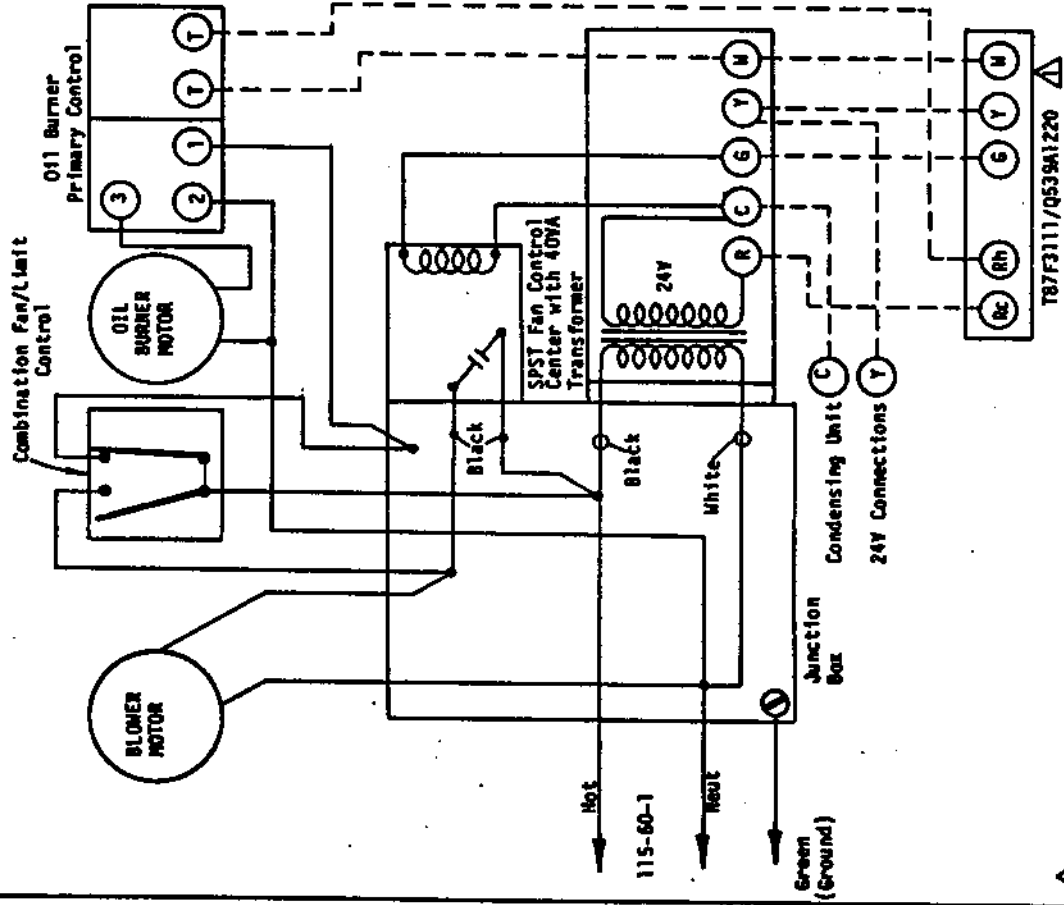 Oil Burner
Primary Control
3
2
1
T
T
Combination Fan/Limit
Control
OIL
BURNER
MOTOR
BLOWER
MOTOR
SPST Fan Control
Center with 40VA
Transformer
24V
R
C
G
Y
W
Black
Black
White
Junction
Box
Hot
115-60-1
Neut
Green
(Ground)
C
Condensing Unit
Y
24V Connections
Rc
Rh
G
Y
W
T87F3111/Q539A1220